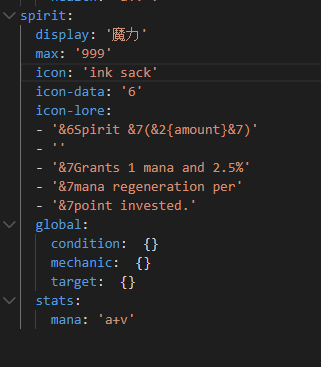 spirit:
display: '魔力'
max: '999'
icon: 'ink sack'
icon-data: '6'
icon-lore:
- '&6Spirit &7(&2{amount}&7)'
- ''
- '&7Grants 1 mana and 2.5%'
- '&7mana regeneration per'
- '&7point invested.'
global:
condition:  {}
mechanic:  {}
target:  {}
stats:
mana: 'a+v'